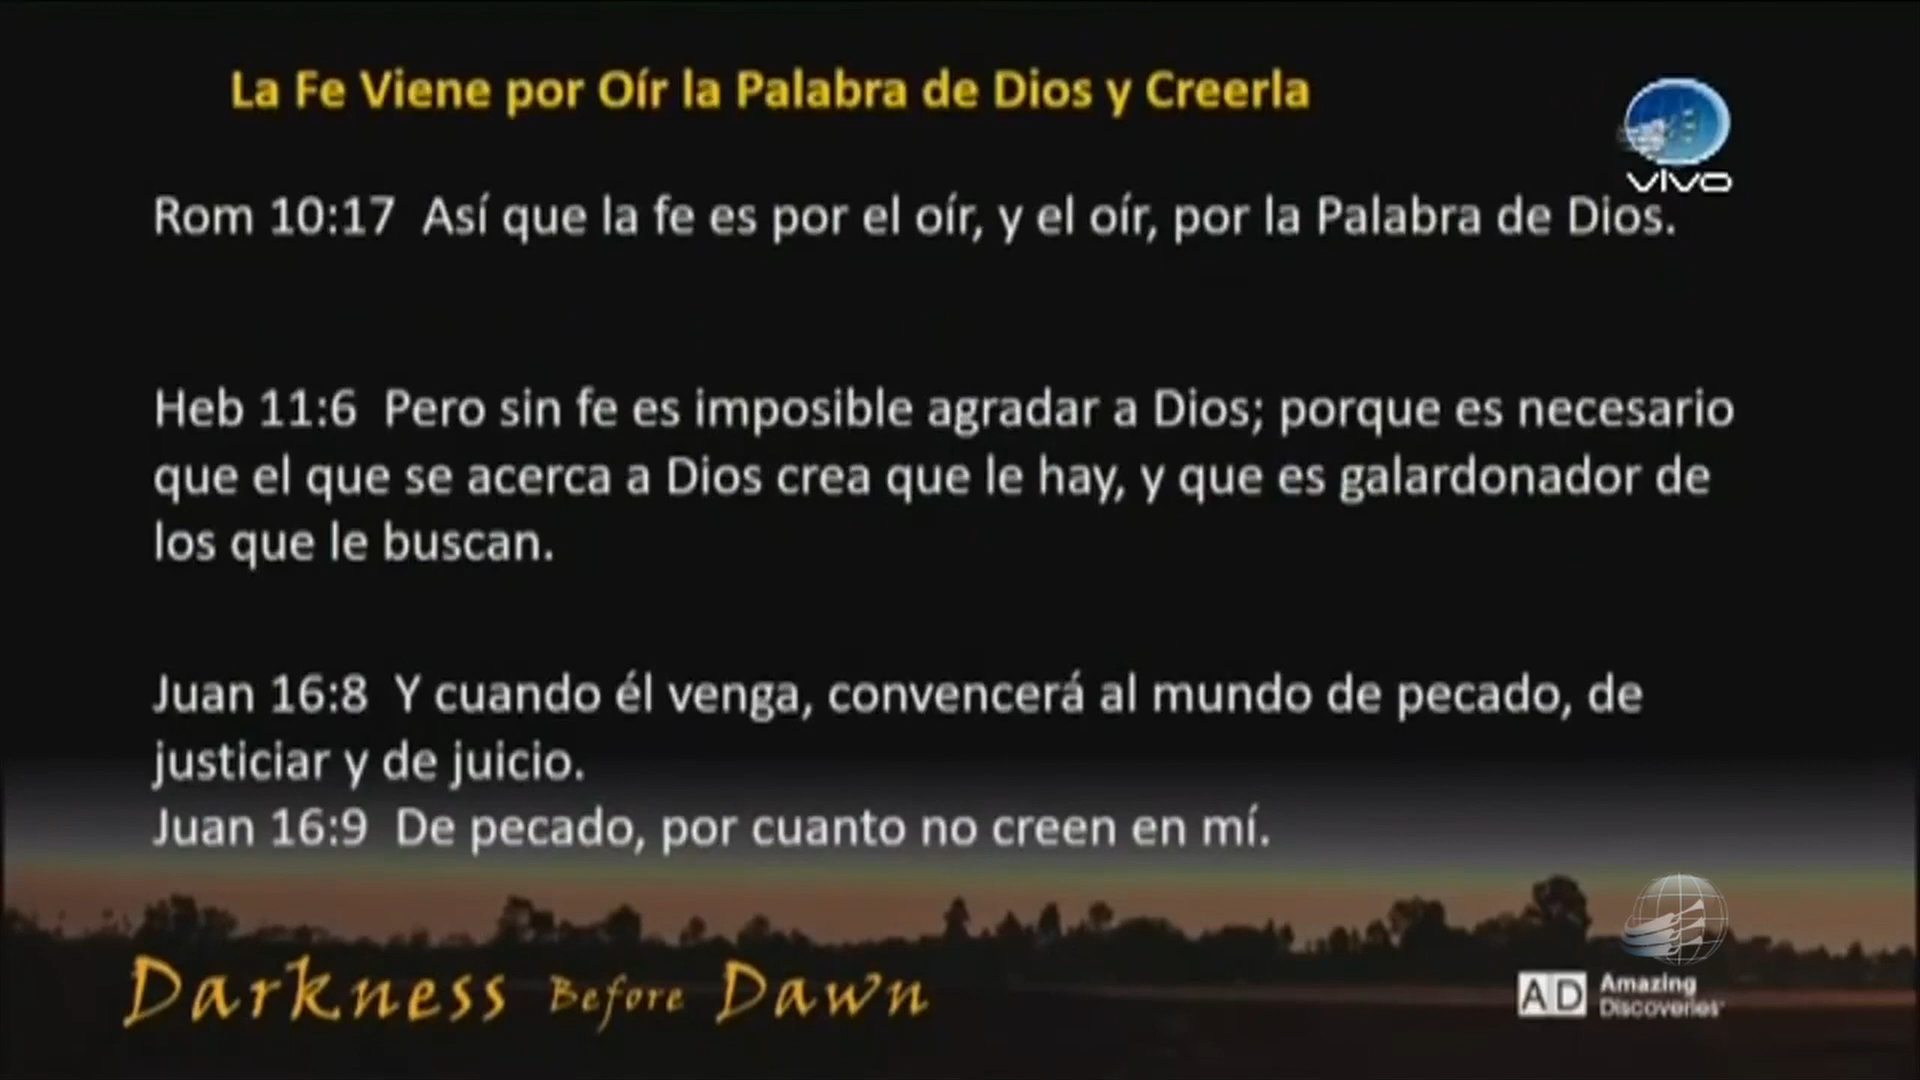 La Fe Viene por Oír la Palabra de Dios y Creerla
VIVO
Rom 10:17 Así que la fe es por el oír, y el oír, por la Palabra de Dios.
Heb 11:6 Pero sin fe es imposible agradar a Dios; porque es necesario
que el que se acerca a Dios crea que le hay, y que es galardonador de
los que le buscan.
Juan 16:8 Y cuando él venga, convencerá al mundo de pecado, de
justiciar y de juicio.
Juan 16:9 De pecado, por cuanto no creen en mí.
Darkness Before Dawn
AD Amazing
Discoveries